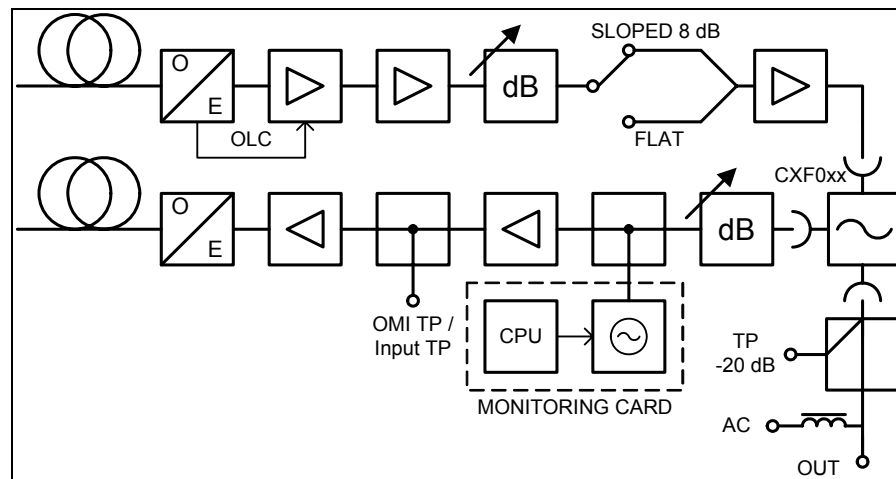 SLOPED 8 dB
O
E
dB
OLC
FLAT
CXF0xx
O
E
dB
OMI TP /
Input TP
CPU
MONITORING CARD
TP
-20 dB
AC
OUT